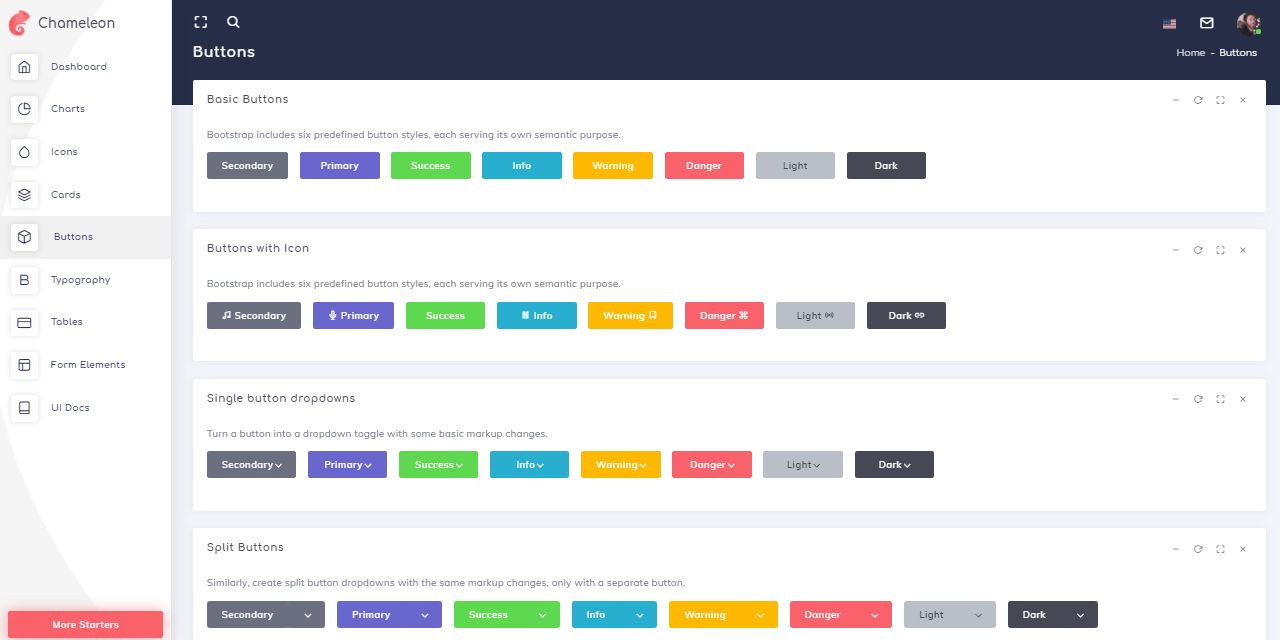 Chameleon
Dashboard
Charts
Icons
Cards
Buttons
Typography
Tables
Form Elements
UI Docs
More Starters
Buttons
Home - Buttons
Basic Buttons
Bootstrap includes six predefined button styles, each serving its own semantic purpose.
Secondary Primary Success Info Warning Danger Light Dark
Buttons with Icon
Bootstrap includes six predefined button styles, each serving its own semantic purpose.
Secondary Primary Success Info Warning Danger Light Dark
Single button dropdowns
Turn a button into a dropdown toggle with some basic markup changes.
Secondary Primary Success Info Warning Danger Light Dark
Split Buttons
Similarly, create split button dropdowns with the same markup changes, only with a separate button.
Secondary Primary Success Info Warning Danger Light Dark